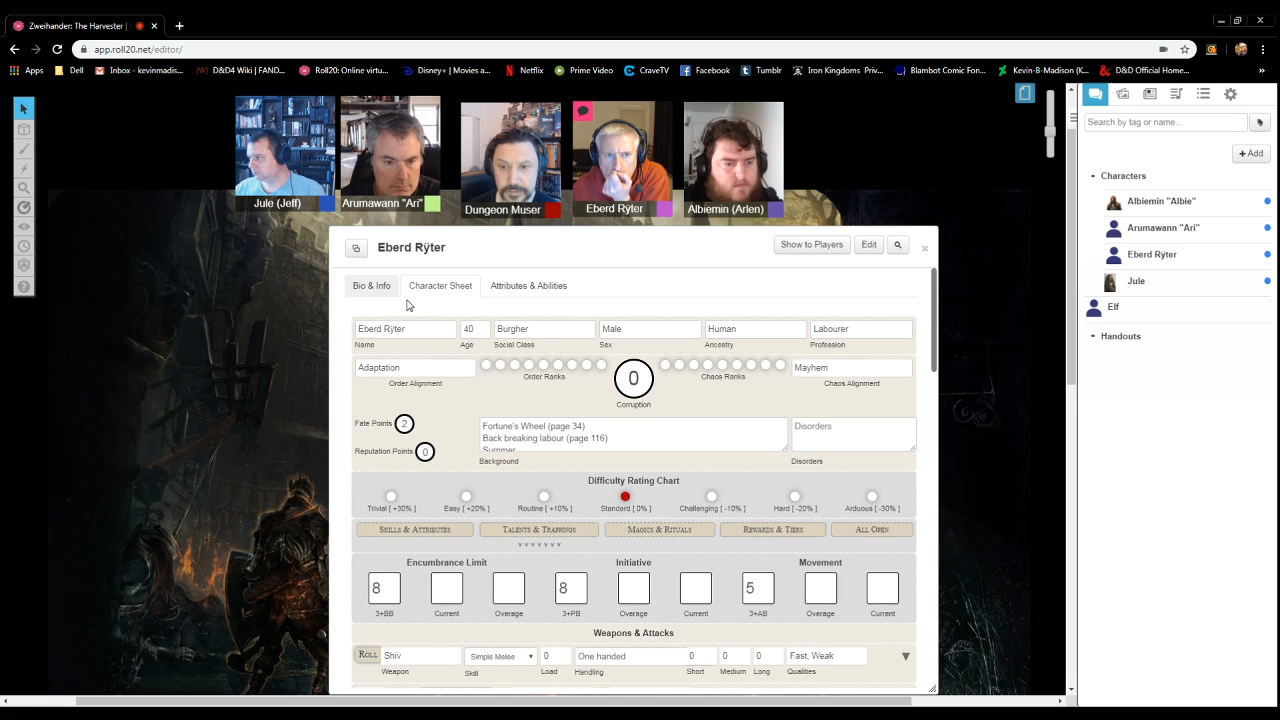 Zweihander: The Harvester |
app.roll20.net/editor/
Apps
Dell
Inbox - kevinmadis...
D&D4 Wiki | FAND...
Roll20: Online virtu...
Disney+ | Movies a...
Netflix
Prime Video
CraveTV
Facebook
Tumblr
Iron Kingdoms Priv...
Blambot Comic Fon...
Kevin-B-Madison (K...
D&D Official Home...
»
Search by tag or name...
+ Add
Characters
Albiemin "Albie"
Arumawann "Ari"
Eberd Rÿter
Jule
Elf
Handouts
Jule (Jeff)
Arumawann "Ari"
Dungeon Muser
Eberd Rÿter
Albiemin (Arlen)
Eberd Rÿter
Show to Players
Edit
Bio & Info
Character Sheet
Attributes & Abilities
Eberd Rÿter 40 Burgher Male Human Labourer
Name Age Social Class Sex Ancestry Profession
Adaptation 0 Mayhem
Order Alignment Order Ranks Chaos Ranks Chaos Alignment
Corruption
Fate Points 2
Reputation Points 0
Fortune's Wheel (page 34)
Back breaking labour (page 116)
Summer
Background
Disorders
Disorders
Difficulty Rating Chart
Trivial [ +30% ] Easy [ +20% ] Routine [ +10% ] Standard [ 0% ] Challenging [ -10% ] Hard [ -20% ] Arduous [ -30% ]
Skills & Attributes Talents & Trappings Magics & Rituals Rewards & Tiers All Open
v v v v v v v
Encumbrance Limit Initiative Movement
8 8 5
3+BB Current Overage 3+PB Overage Current 3+AB Overage Current
Weapons & Attacks
Roll Shiv Simple Melee 0 One handed 0 0 0 Fast, Weak
Weapon Skill Load Handling Short Medium Long Qualities